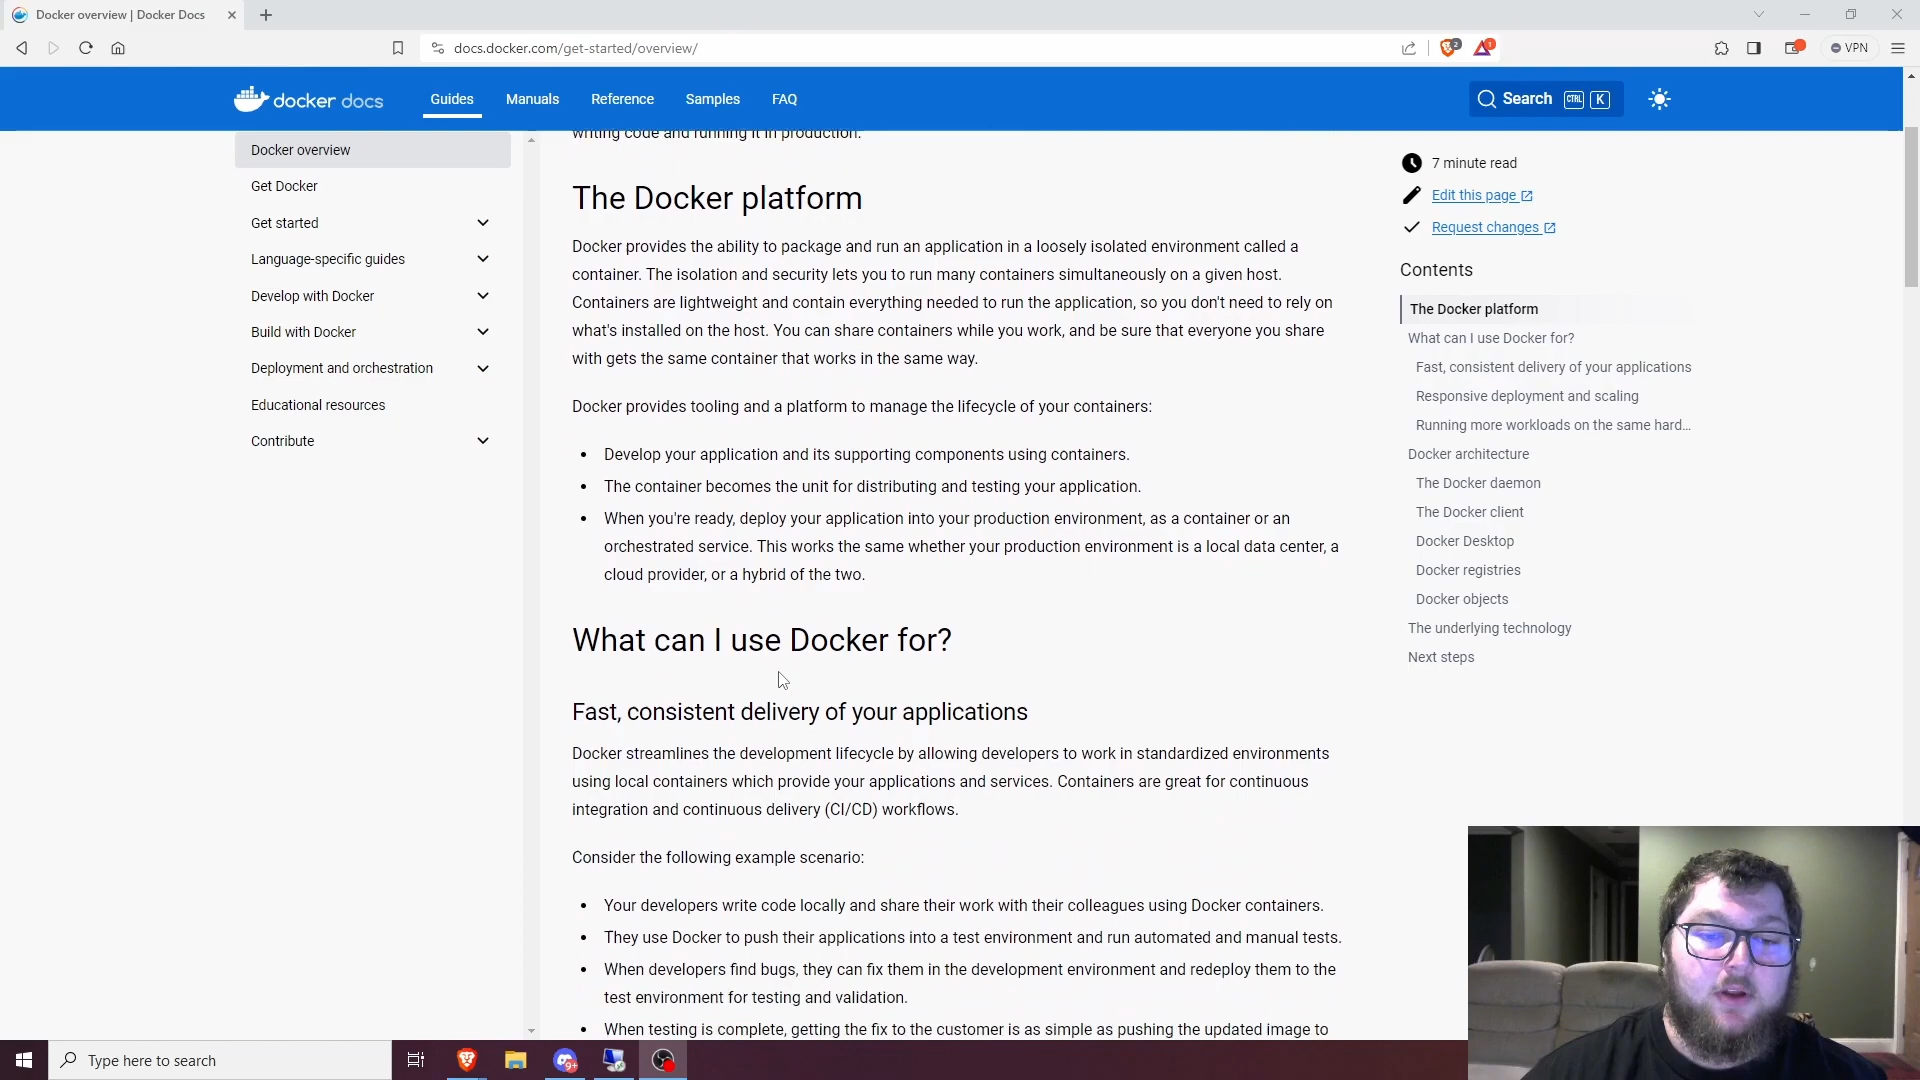 Docker overview | Docker Docs
docs.docker.com/get-started/overview/
2
1
VPN
docker docs
Guides
Manuals
Reference
Samples
FAQ
Search
CTRL
K
Docker overview
Get Docker
Get started
Language-specific guides
Develop with Docker
Build with Docker
Deployment and orchestration
Educational resources
Contribute
writing code and running it in production.
The Docker platform
Docker provides the ability to package and run an application in a loosely isolated environment called a
container. The isolation and security lets you to run many containers simultaneously on a given host.
Containers are lightweight and contain everything needed to run the application, so you don't need to rely on
what's installed on the host. You can share containers while you work, and be sure that everyone you share
with gets the same container that works in the same way.
Docker provides tooling and a platform to manage the lifecycle of your containers:
Develop your application and its supporting components using containers.
The container becomes the unit for distributing and testing your application.
When you're ready, deploy your application into your production environment, as a container or an
orchestrated service. This works the same whether your production environment is a local data center, a
cloud provider, or a hybrid of the two.
What can I use Docker for?
Fast, consistent delivery of your applications
Docker streamlines the development lifecycle by allowing developers to work in standardized environments
using local containers which provide your applications and services. Containers are great for continuous
integration and continuous delivery (CI/CD) workflows.
Consider the following example scenario:
Your developers write code locally and share their work with their colleagues using Docker containers.
They use Docker to push their applications into a test environment and run automated and manual tests.
When developers find bugs, they can fix them in the development environment and redeploy them to the
test environment for testing and validation.
When testing is complete, getting the fix to the customer is as simple as pushing the updated image to
7 minute read
Edit this page
Request changes
Contents
The Docker platform
What can I use Docker for?
Fast, consistent delivery of your applications
Responsive deployment and scaling
Running more workloads on the same hard...
Docker architecture
The Docker daemon
The Docker client
Docker Desktop
Docker registries
Docker objects
The underlying technology
Next steps
Type here to search
9+